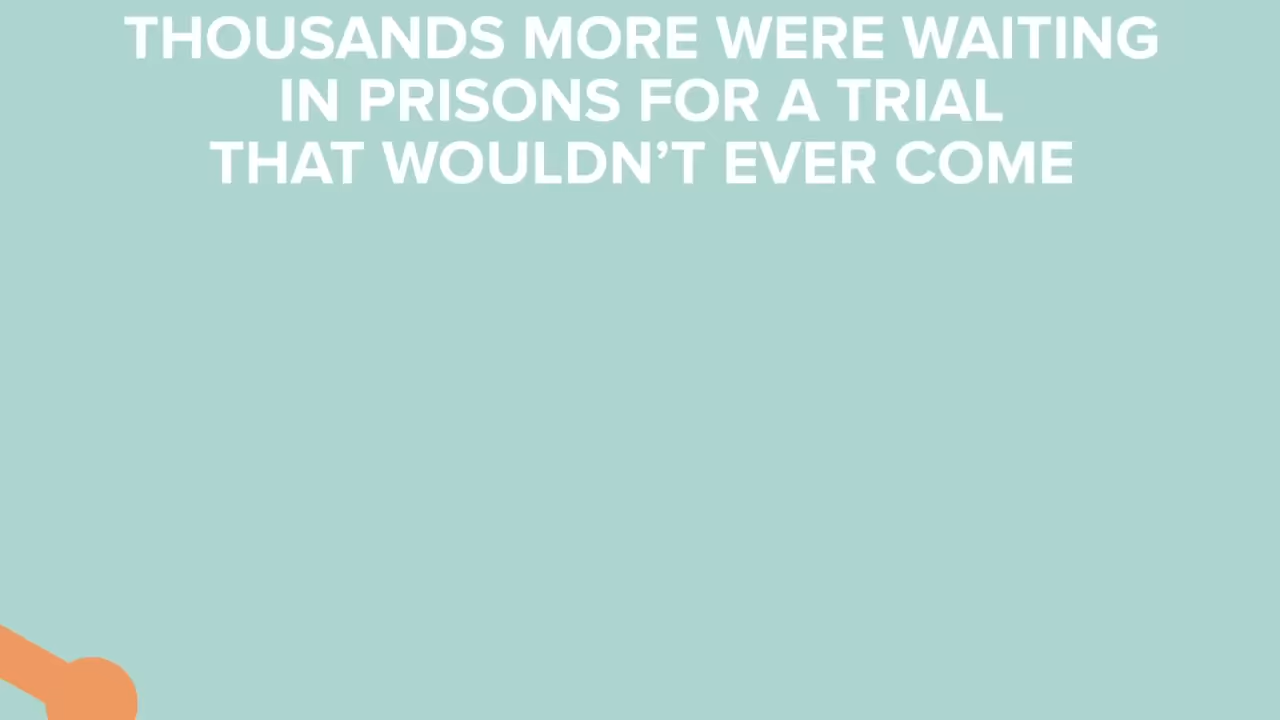 THOUSANDS MORE WERE WAITING
IN PRISONS FOR A TRIAL
THAT WOULDN’T EVER COME